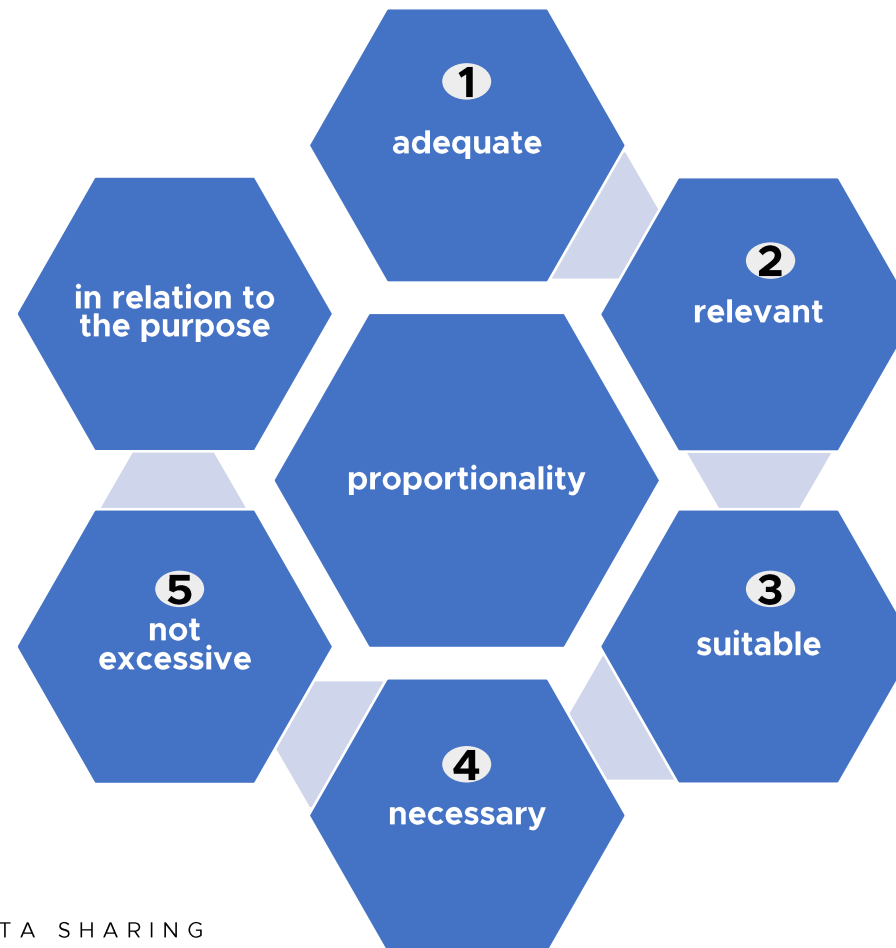 1
adequate
2
relevant
in relation to
the purpose
proportionality
3
suitable
5
not
excessive
4
necessary
TA SHARING